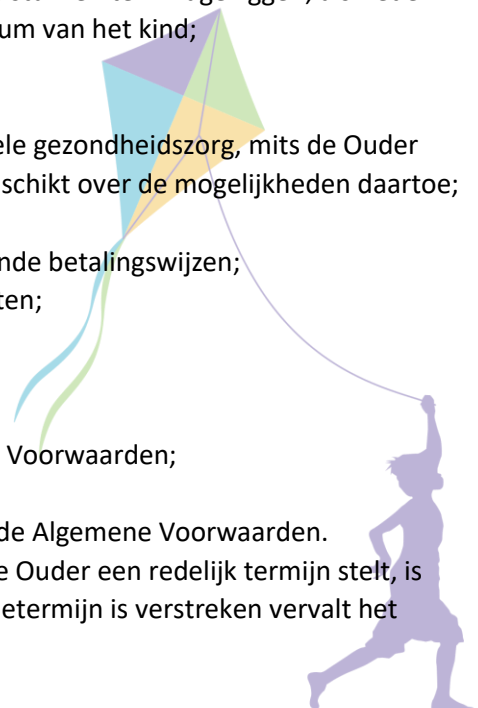 um van het kind;
ele gezondheidszorg, mits de Ouder
schikt over de mogelijkheden daartoe;
nde betalingswijzen;
ten;
Voorwaarden;
de Algemene Voorwaarden.
e Ouder een redelijk termijn stelt, is
etermijn is verstreken vervalt het